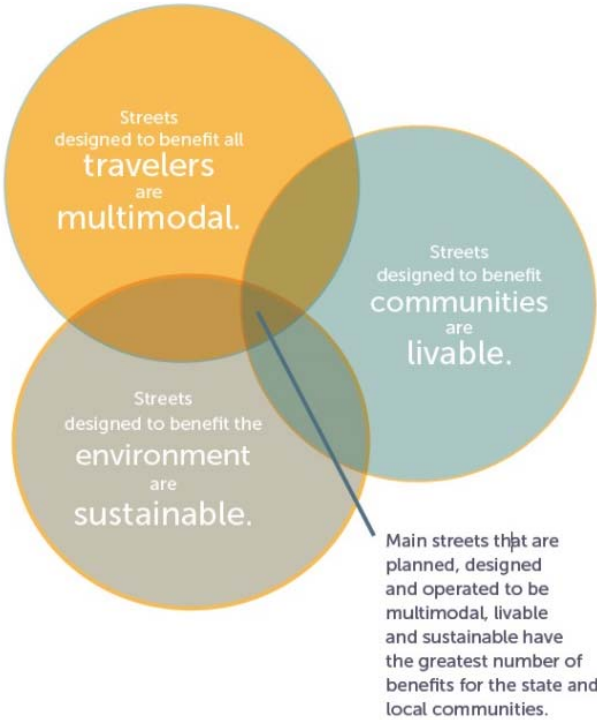 Streets
designed to benefit all
travelers
are
multimodal.
Streets
designed to benefit
communities
are
livable.
Streets
designed to benefit the
environment
are
sustainable.
Main streets that are
planned, designed
and operated to be
multimodal, livable
and sustainable have
the greatest number of
benefits for the state and
local communities.